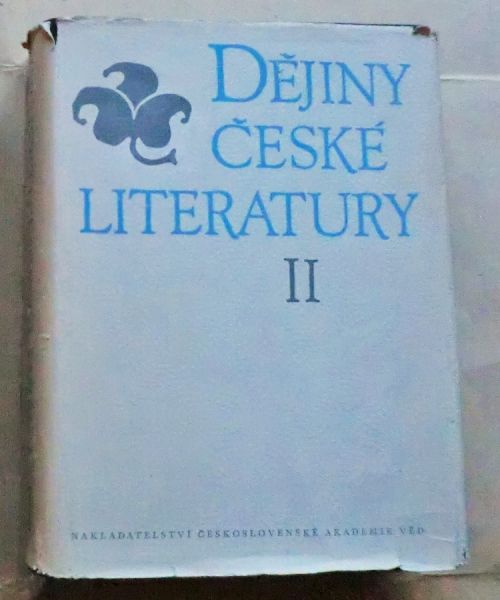 DĚJINY
ČESKÉ
LITERATURY
II
NAKLADATELSTVÍ ČESKOSLOVENSKÉ AKADEMIE VĚD